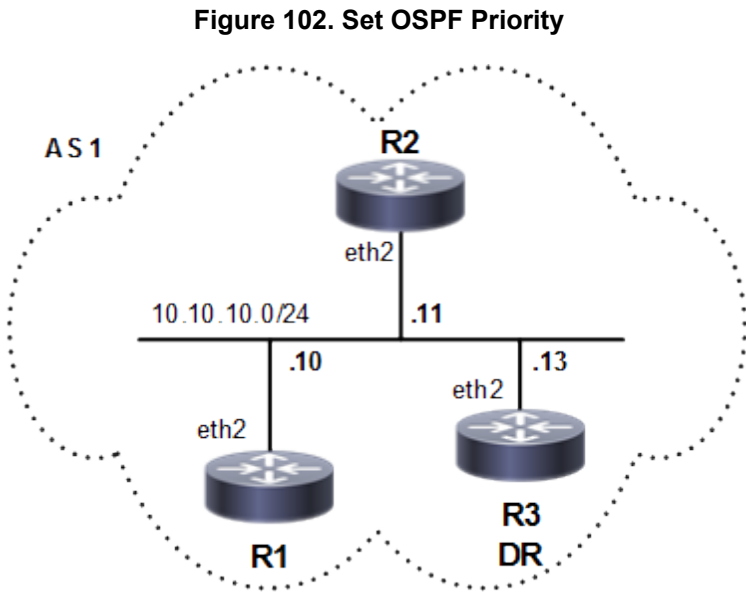 Figure 102. Set OSPF Priority
AS1
R2
eth2
10.10.10.0/24
.11
.10
.13
eth2
eth2
R3
DR
R1